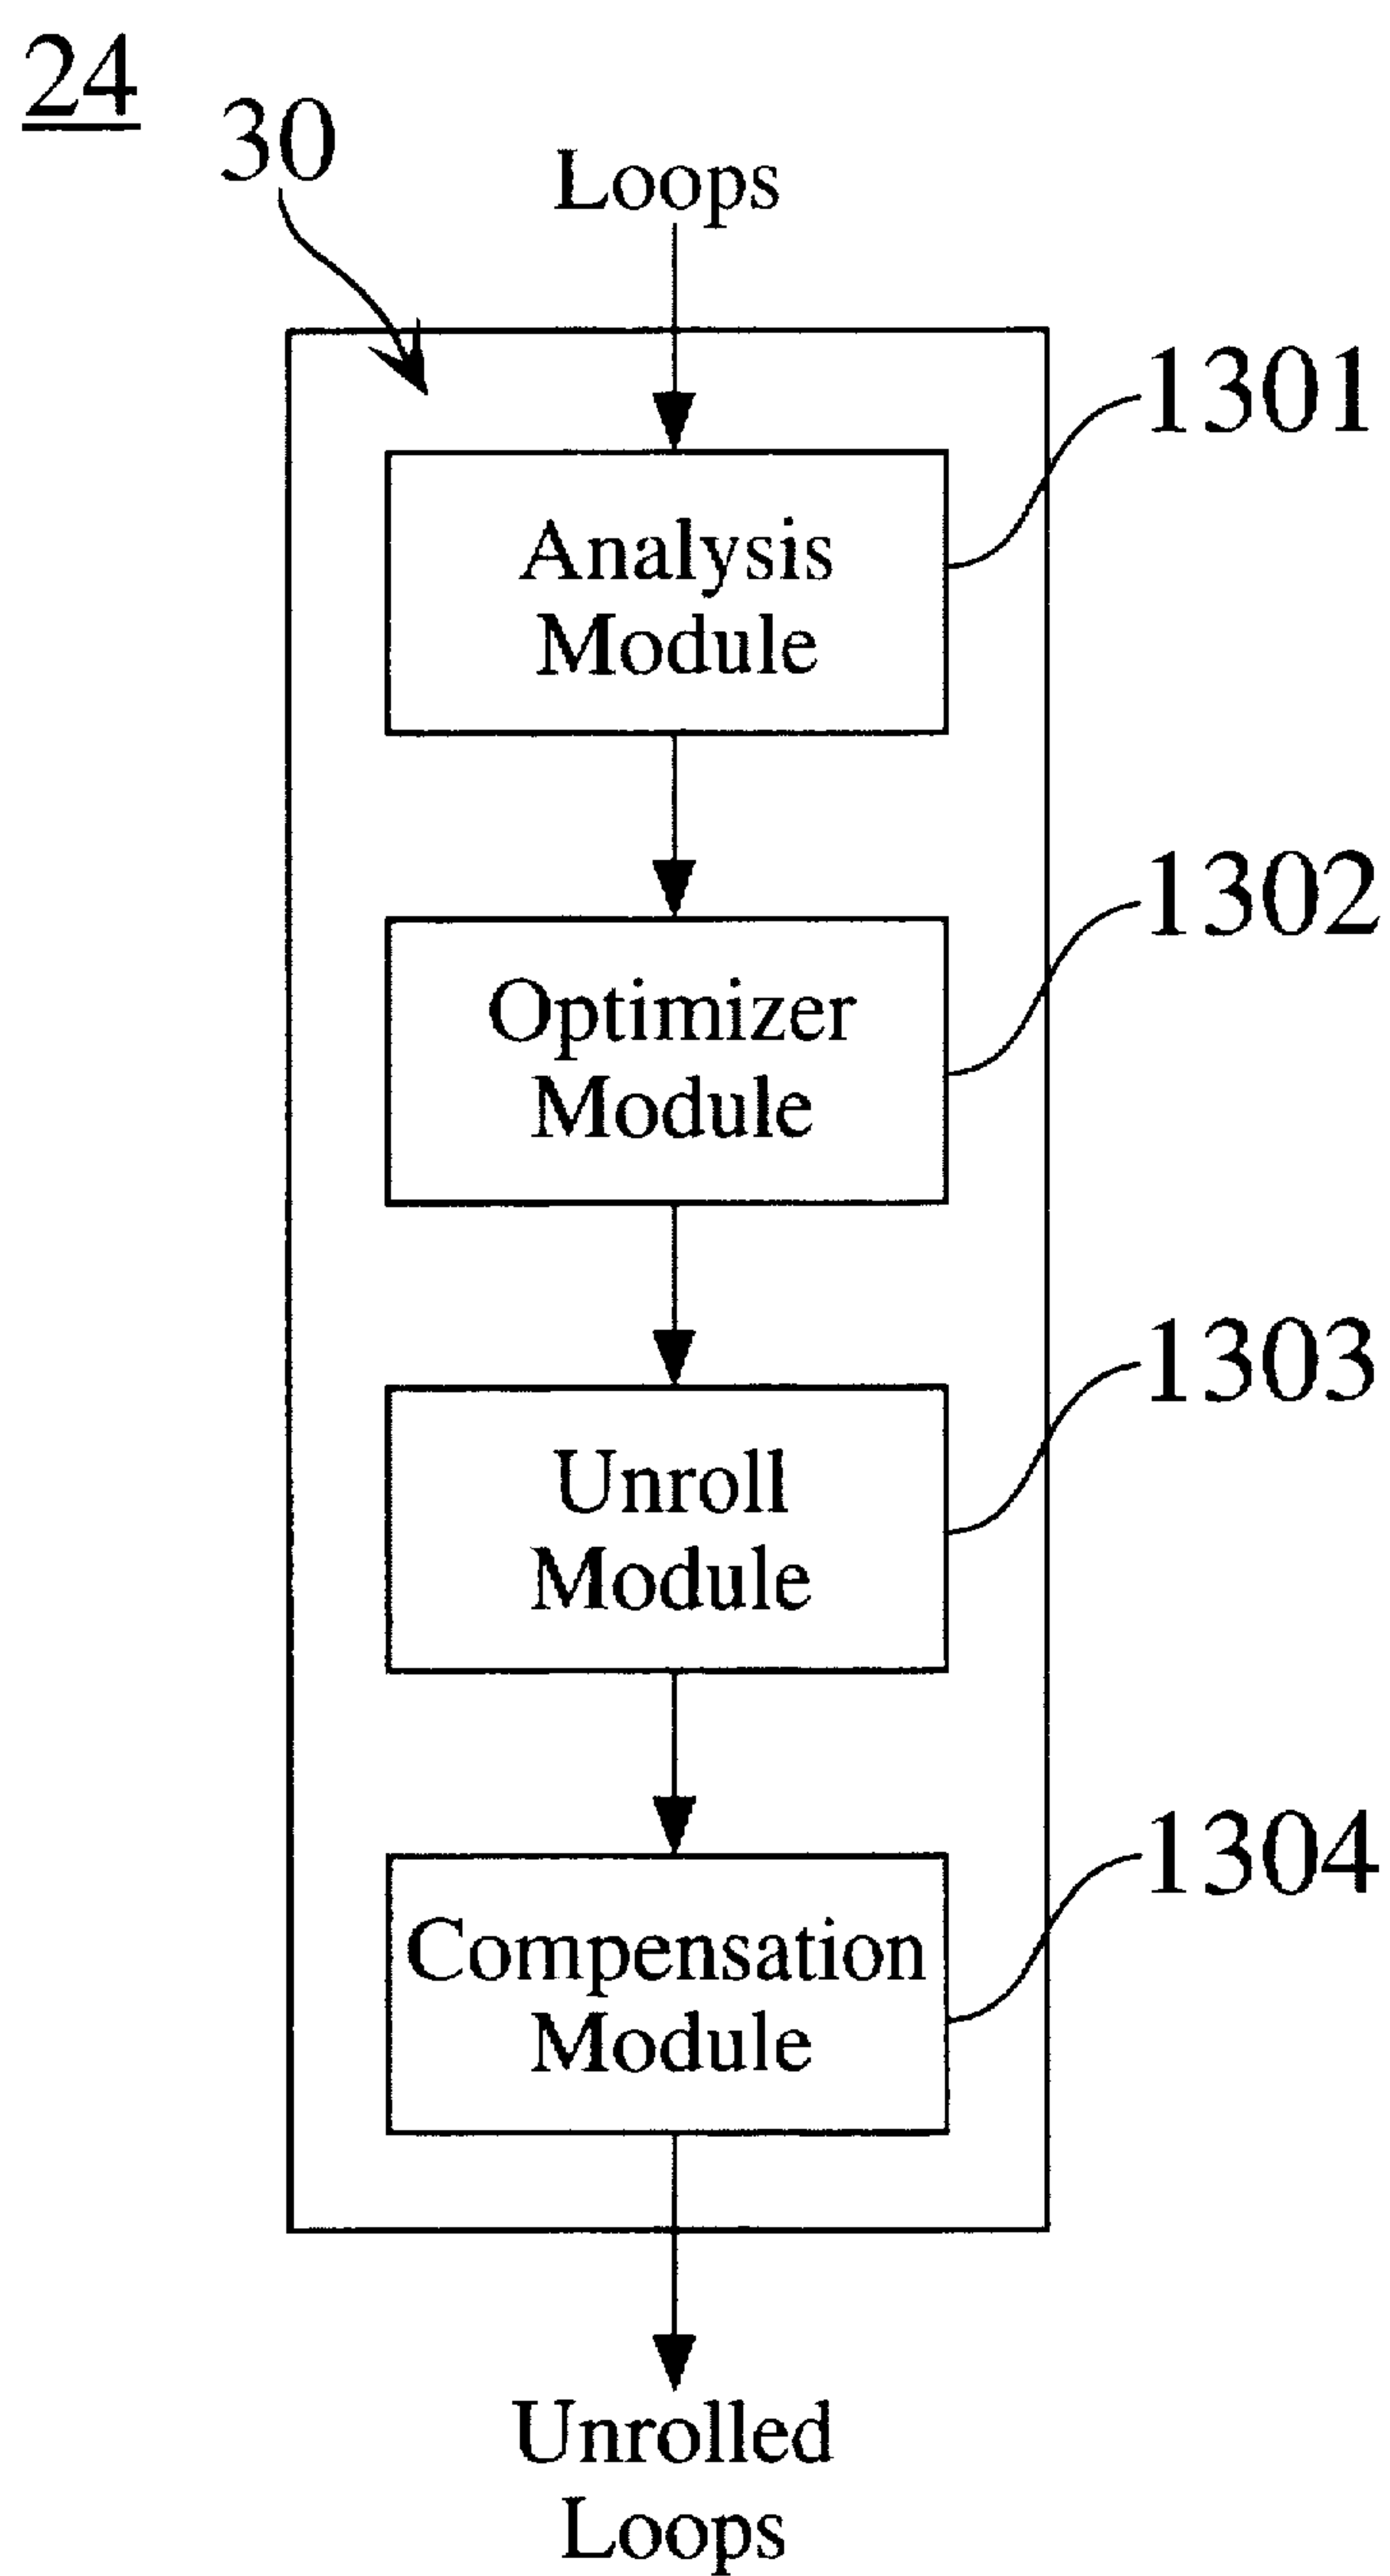 24
30
Loops
1301
Analysis
Module
1302
Optimizer
Module
1303
Unroll
Module
1304
Compensation
Module
Unrolled
Loops